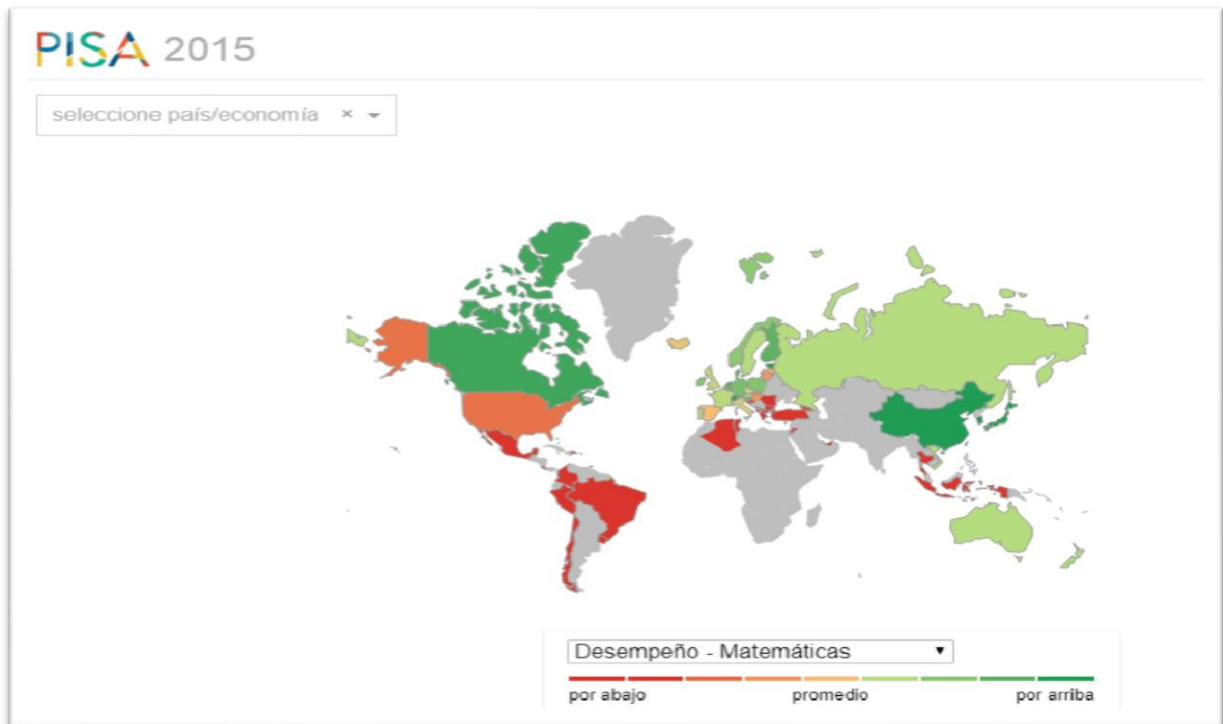 PISA 2015
seleccione país/economía ×
Desempeño - Matemáticas
por abajo promedio por arriba